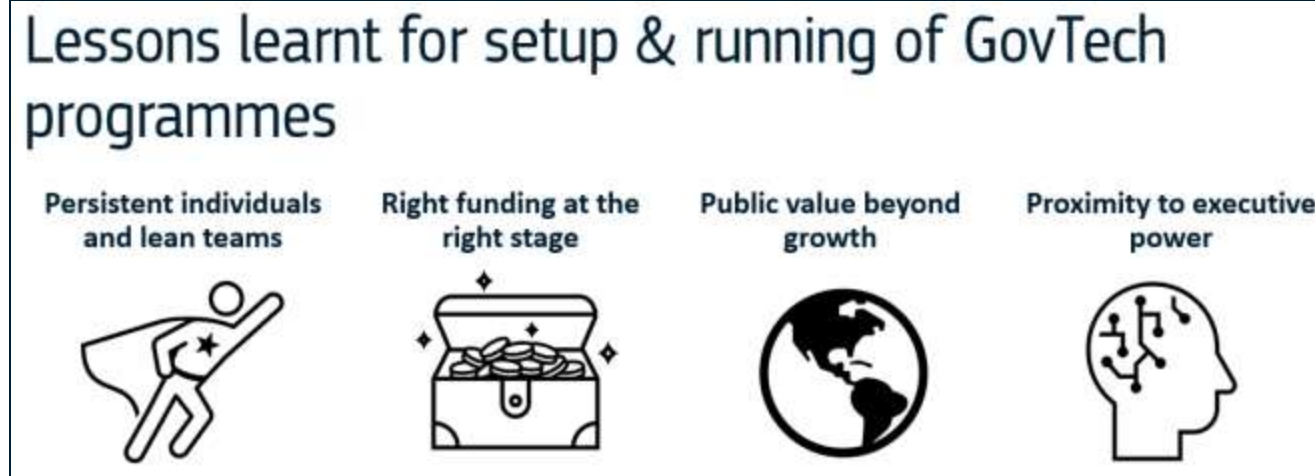 Lessons learnt for setup & running of GovTech
programmes
Persistent individuals
and lean teams
Right funding at the
right stage
Public value beyond
growth
Proximity to executive
power